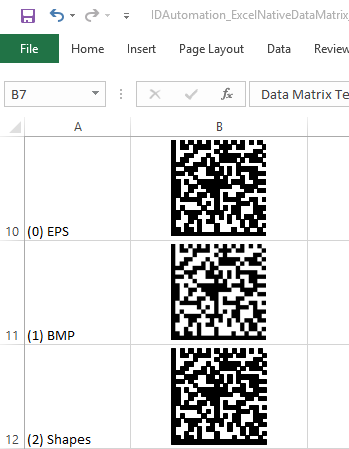 IDAutomation_ExcelNativeDataMatrix
File Home Insert Page Layout Data Review
B7 fx Data Matrix Te
A B
10 (0) EPS
11 (1) BMP
12 (2) Shapes